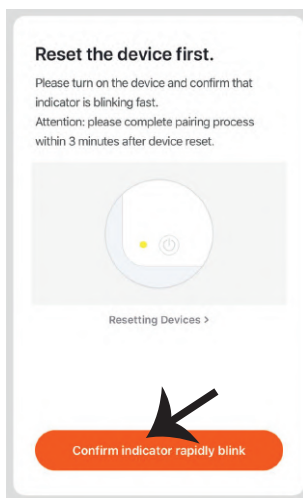 Reset the device first.
Please turn on the device and confirm that
indicator is blinking fast.
Attention: please complete pairing process
within 3 minutes after device reset.
Resetting Devices >
Confirm indicator rapidly blink